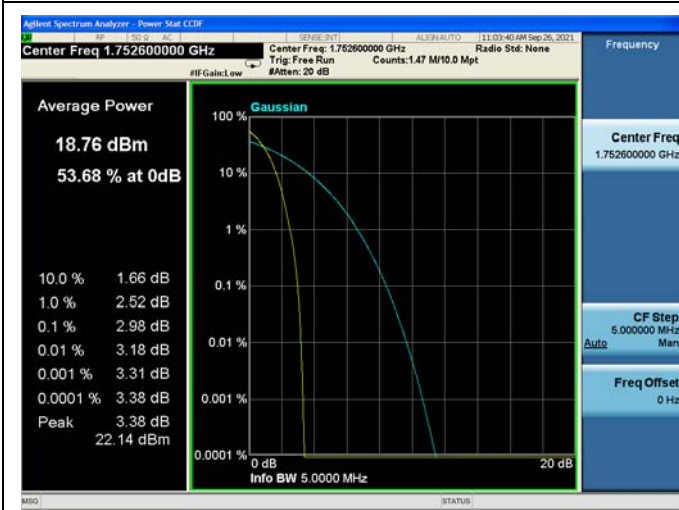 Agilent Spectrum Analyzer - Power Stat CCDF
RF 50 Ω AC SENSE:INT ALIGN AUTO 11:03:40 AM Sep 26, 2021
Center Freq 1.752600000 GHz
Center Freq: 1.752600000 GHz Radio Std: None
Trig: Free Run Counts:1.47 M/10.0 Mpt
#IFGain:Low #Atten: 20 dB
Frequency
Average Power
18.76 dBm
53.68 % at 0dB
10.0 % 1.66 dB
1.0 % 2.52 dB
0.1 % 2.98 dB
0.01 % 3.18 dB
0.001 % 3.31 dB
0.0001 % 3.38 dB
Peak 3.38 dB
22.14 dBm
Gaussian
100 %
10 %
1 %
0.1 %
0.01 %
0.001 %
0.0001 %
0 dB 20 dB
Info BW 5.0000 MHz
Center Freq
1.752600000 GHz
CF Step
5.000000 MHz
Auto Man
Freq Offset
0 Hz
MSG STATUS